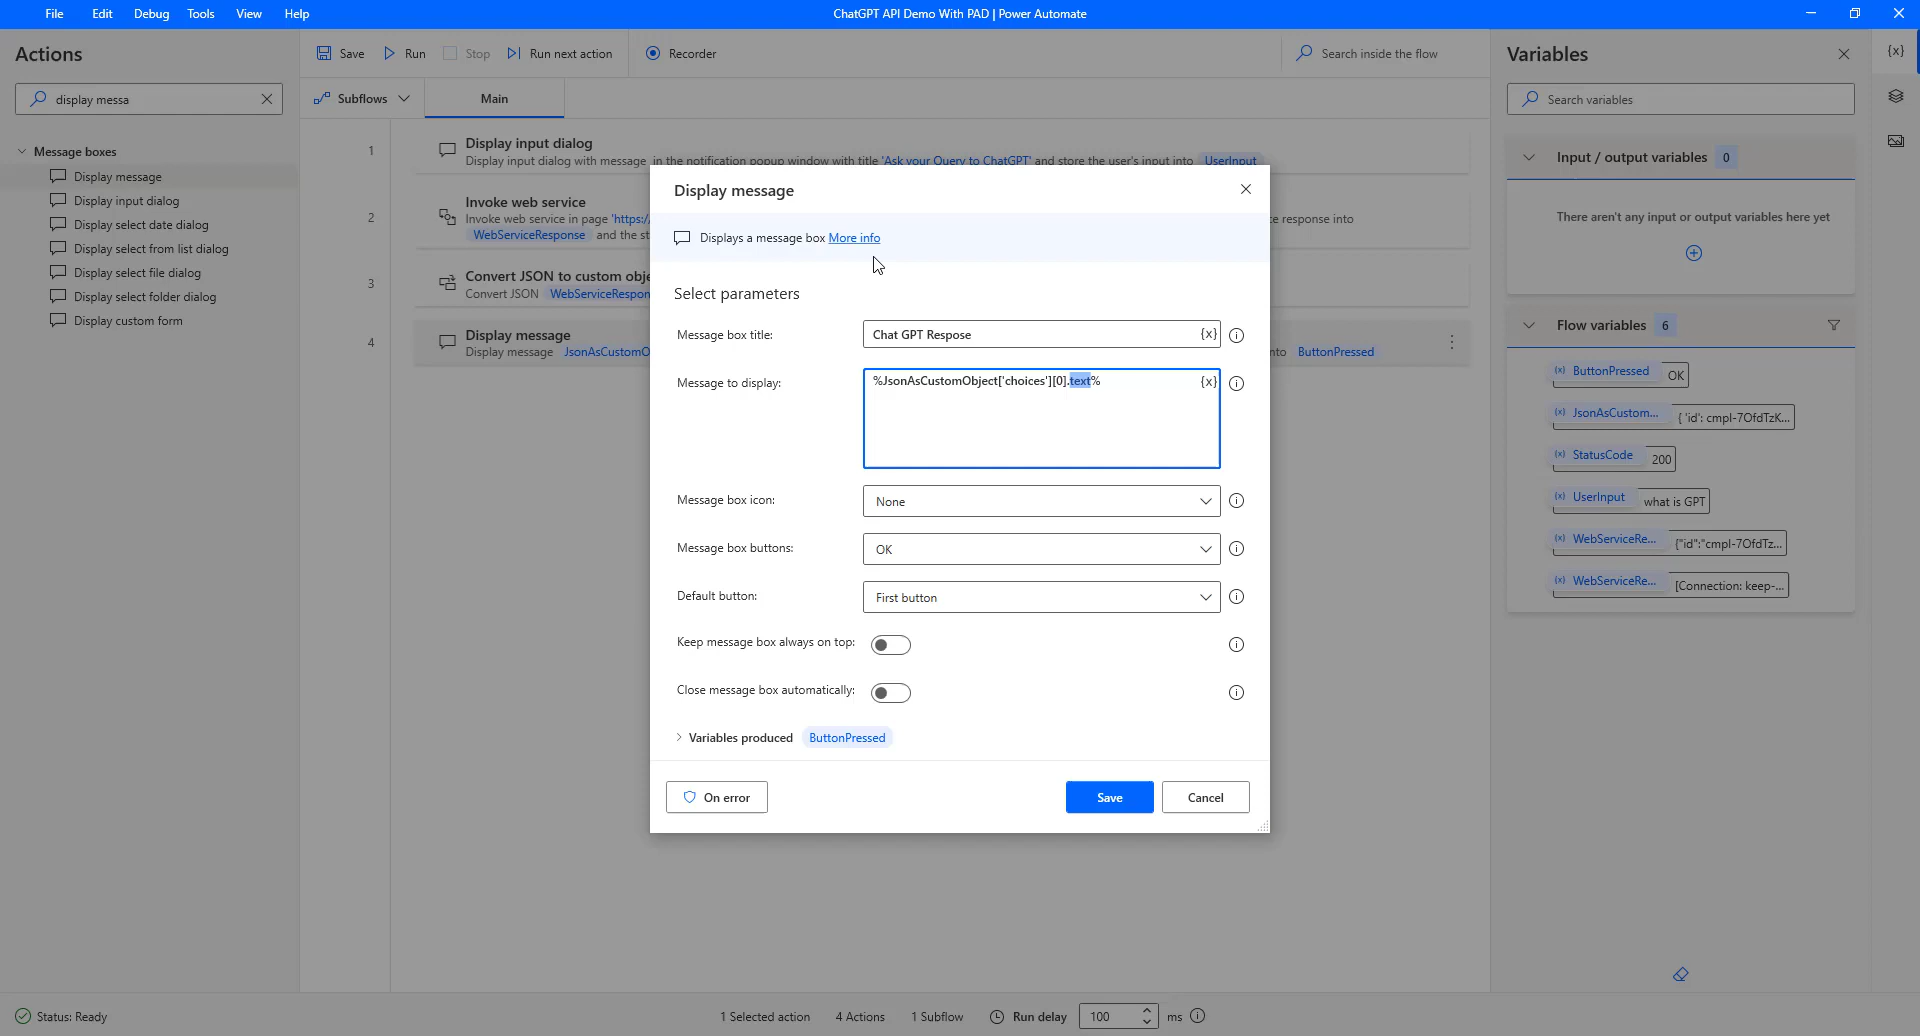 File Edit Debug Tools View Help
ChatGPT API Demo With PAD | Power Automate
Actions
display messa
Message boxes
Display message
Display input dialog
Display select date dialog
Display select from list dialog
Display select file dialog
Display select folder dialog
Display custom form
Save Run Stop Run next action Recorder
Search inside the flow
Subflows Main
1 Display input dialog
Display input dialog with message in the notification popup window with title 'Ask your Query to ChatGPT' and store the user's input into UserInput
2 Invoke web service
Invoke web service in page 'https:/
ce response into
WebServiceResponse and the st
3 Convert JSON to custom obje
Convert JSON WebServiceRespon
4 Display message
Display message JsonAsCustomO
nto ButtonPressed
Display message
Displays a message box More info
Select parameters
Message box title: Chat GPT Respose {x}
Message to display: %JsonAsCustomObject['choices'][0].text% {x}
Message box icon: None
Message box buttons: OK
Default button: First button
Keep message box always on top:
Close message box automatically:
Variables produced ButtonPressed
On error Save Cancel
Variables
{x}
Search variables
Input / output variables 0
There aren't any input or output variables here yet
Flow variables 6
(x) ButtonPressed OK
(x) JsonAsCustom... { 'id': cmpl-7OfdTzK...
(x) StatusCode 200
(x) UserInput what is GPT
(x) WebServiceRe... {"id":"cmpl-7OfdTz...
(x) WebServiceRe... [Connection: keep-...
Status: Ready
1 Selected action 4 Actions 1 Subflow Run delay 100 ms